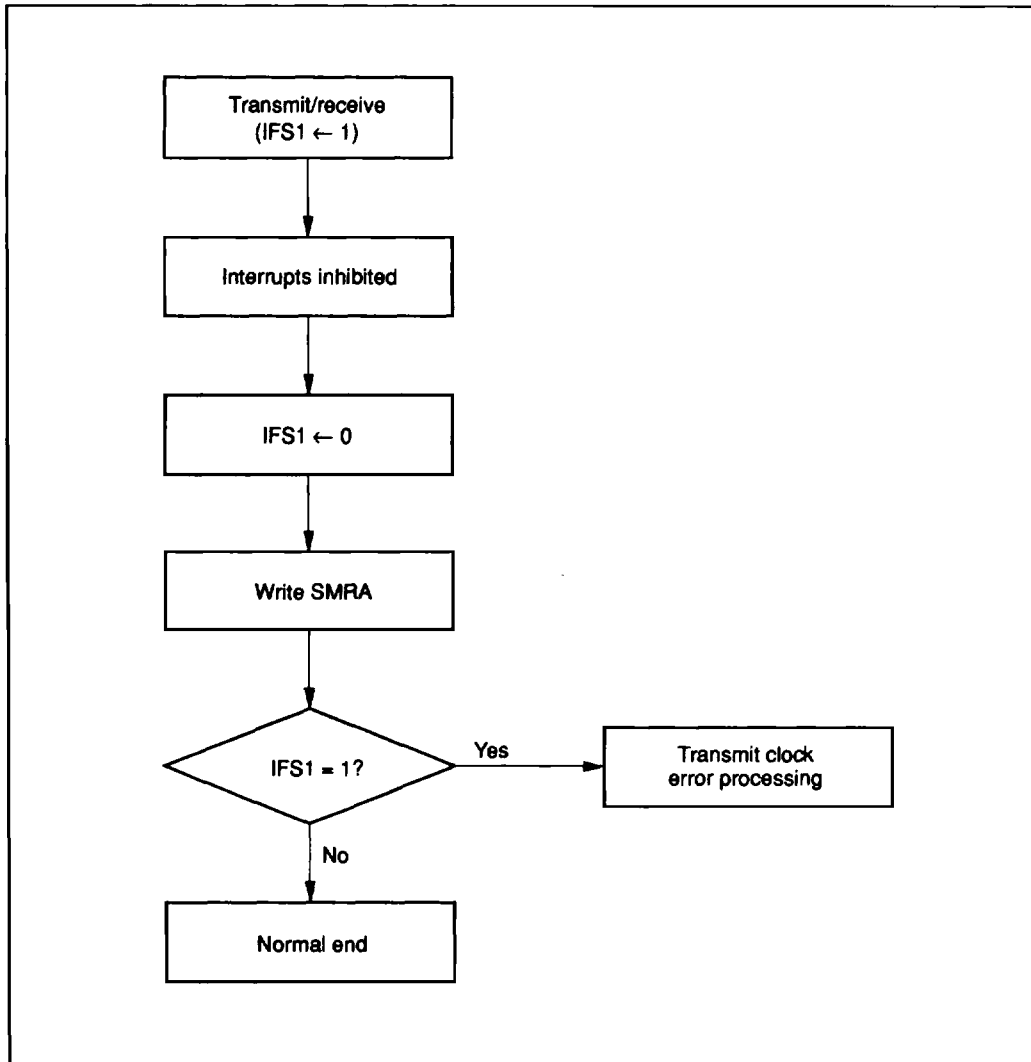 Transmit/receive
(IFS1 ← 1)
Interrupts inhibited
IFS1 ← 0
Write SMRA
IFS1 = 1?
Yes
Transmit clock
error processing
No
Normal end